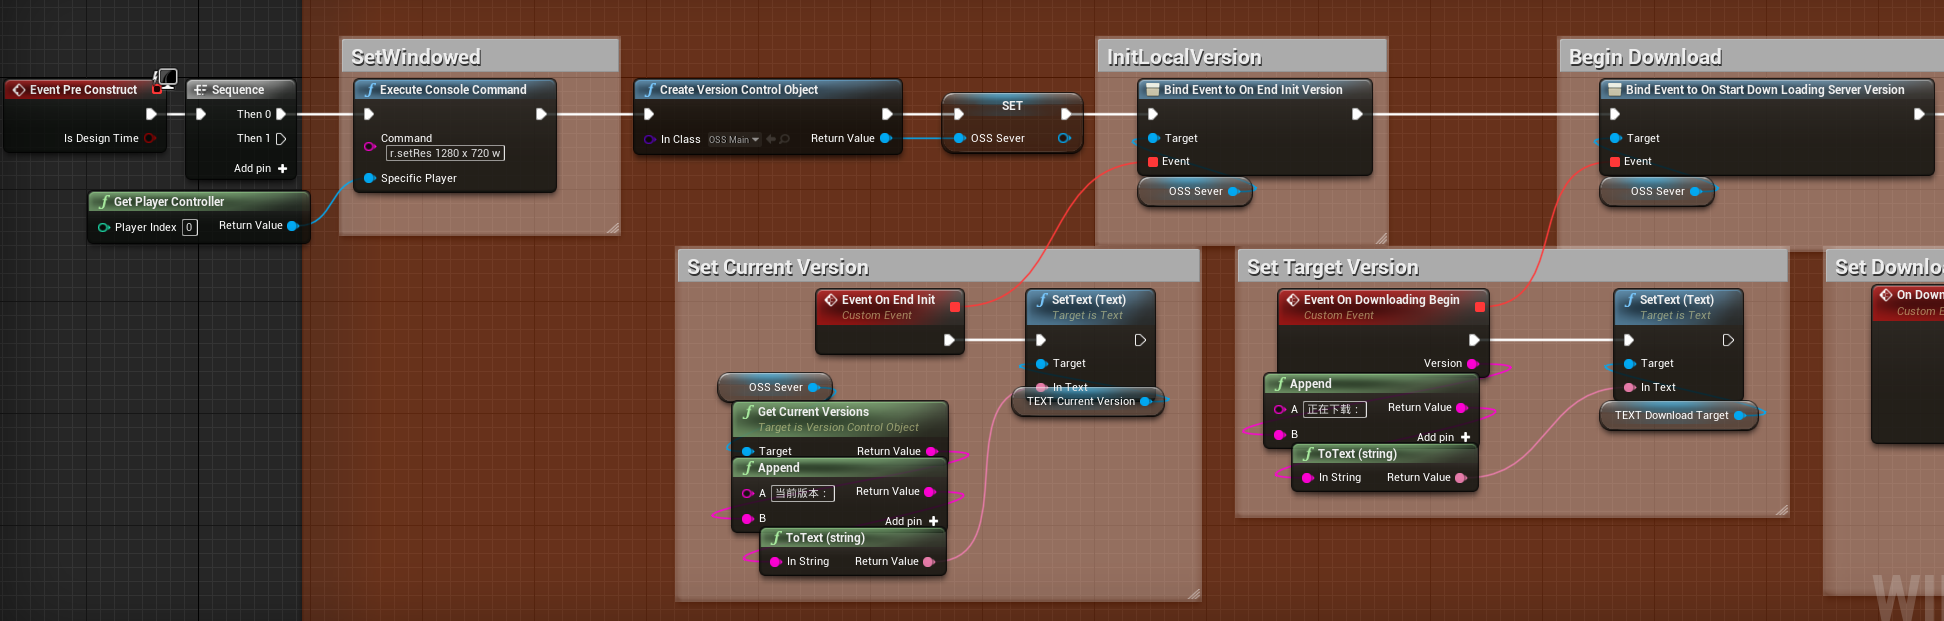 SetWindowed
InitLocalVersion
Begin Download
Event Pre Construct
Is Design Time
Sequence
Then 0
Then 1
Add pin
Get Player Controller
Player Index 0
Return Value
Execute Console Command
Command
r.setRes 1280 x 720 w
Specific Player
Create Version Control Object
In Class OSS Main
Return Value
SET
OSS Sever
Bind Event to On End Init Version
Target
Event
OSS Sever
Bind Event to On Start Down Loading Server Version
Target
Event
OSS Sever
Set Current Version
Event On End Init
Custom Event
SetText (Text)
Target is Text
Target
In Text
TEXT Current Version
OSS Sever
Get Current Versions
Target is Version Control Object
Target
Return Value
Append
A 当前版本：
Return Value
B
Add pin
ToText (string)
In String
Return Value
Set Target Version
Event On Downloading Begin
Custom Event
Version
SetText (Text)
Target is Text
Target
In Text
TEXT Download Target
Append
A 正在下载：
Return Value
B
Add pin
ToText (string)
In String
Return Value
Set Downlo
On Down
Custom E